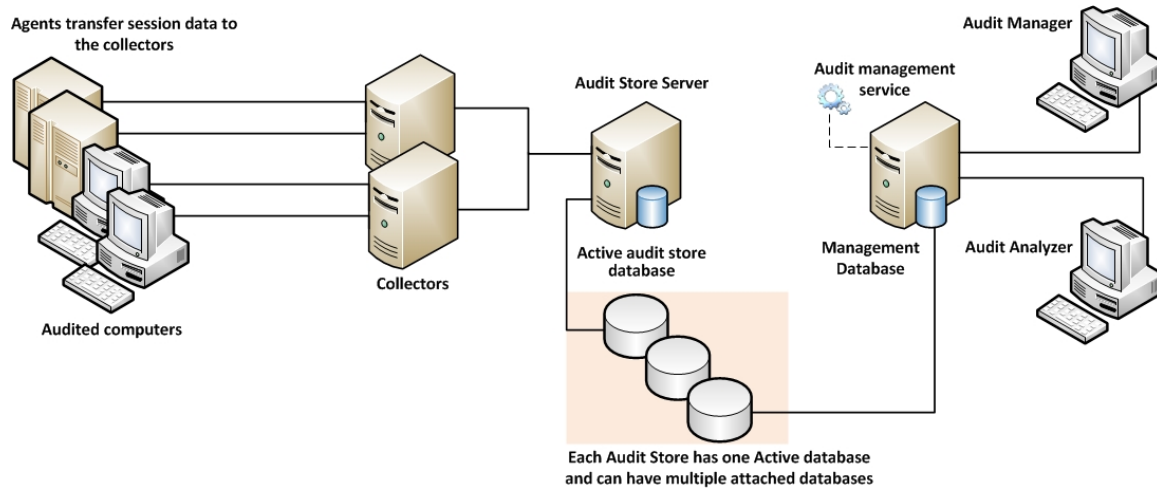 Agents transfer session data to
the collectors
Audited computers
Collectors
Audit Store Server
Active audit store
database
Each Audit Store has one Active database
and can have multiple attached databases
Audit management
service
Management
Database
Audit Manager
Audit Analyzer